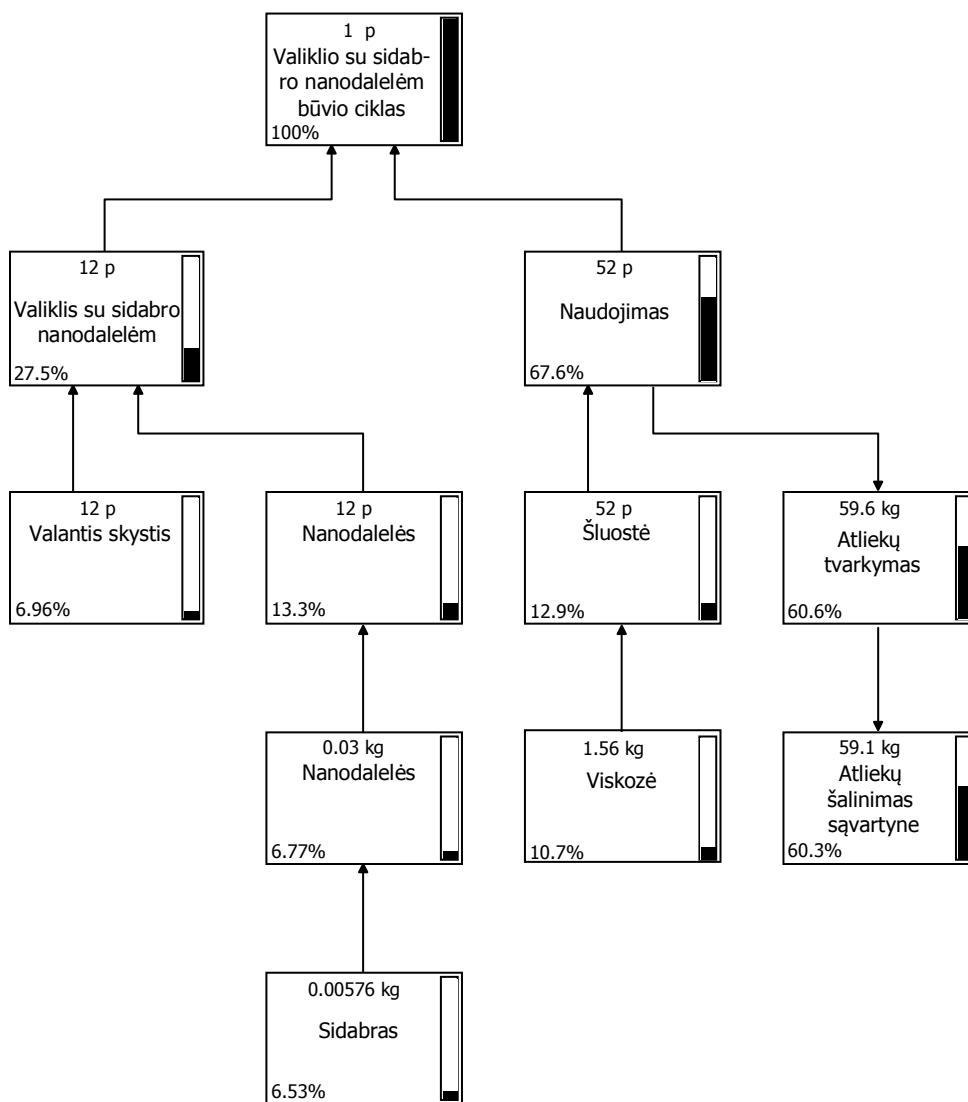 1 p
Valiklio su sidab-
ro nanodalelėm
būvio ciklas
100%
12 p
Valiklis su sidabro
nanodalelėm
27.5%
52 p
Naudojimas
67.6%
12 p
Valantis skystis
6.96%
12 p
Nanodalelės
13.3%
52 p
Šluostė
12.9%
59.6 kg
Atliekų
tvarkymas
60.6%
0.03 kg
Nanodalelės
6.77%
1.56 kg
Viskozė
10.7%
59.1 kg
Atliekų
šalinimas
sąvartyne
60.3%
0.00576 kg
Sidabras
6.53%